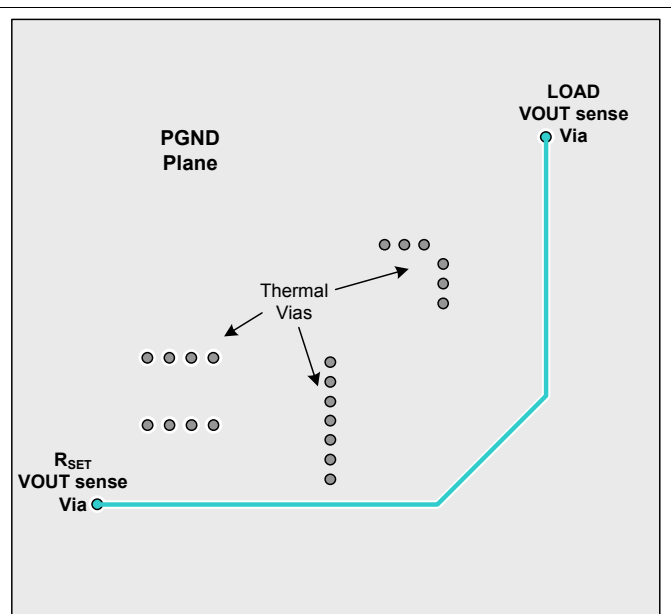 LOAD
VOUT sense
Via
PGND
Plane
Thermal
Vias
RSET
VOUT sense
Via